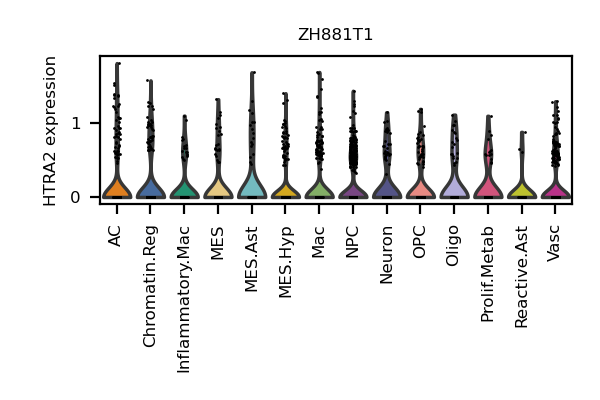 ZH881T1
HTRA2 expression
1
0
AC
Chromatin.Reg
Inflammatory.Mac
MES
MES.Ast
MES.Hyp
Mac
NPC
Neuron
OPC
Oligo
Prolif.Metab
Reactive.Ast
Vasc